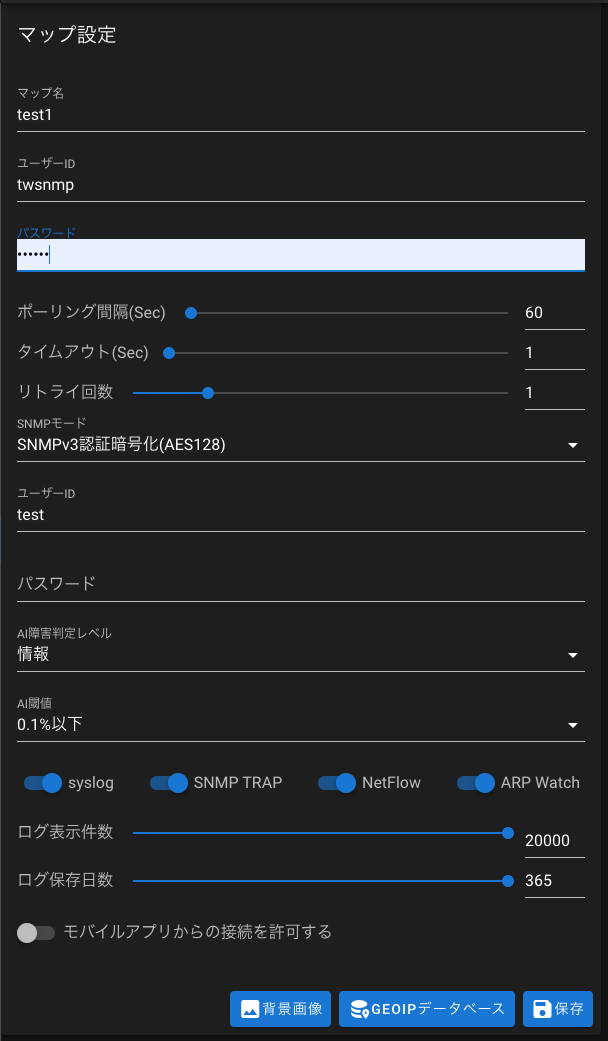 マップ設定
マップ名
test1
ユーザーID
twsnmp
パスワード
••••••
ポーリング間隔(Sec) 60
タイムアウト(Sec) 1
リトライ回数 1
SNMPモード
SNMPv3認証暗号化(AES128)
ユーザーID
test
パスワード
AI障害判定レベル
情報
AI閾値
0.1%以下
syslog SNMP TRAP NetFlow ARP Watch
ログ表示件数 20000
ログ保存日数 365
モバイルアプリからの接続を許可する
背景画像 GEOIPデータベース 保存